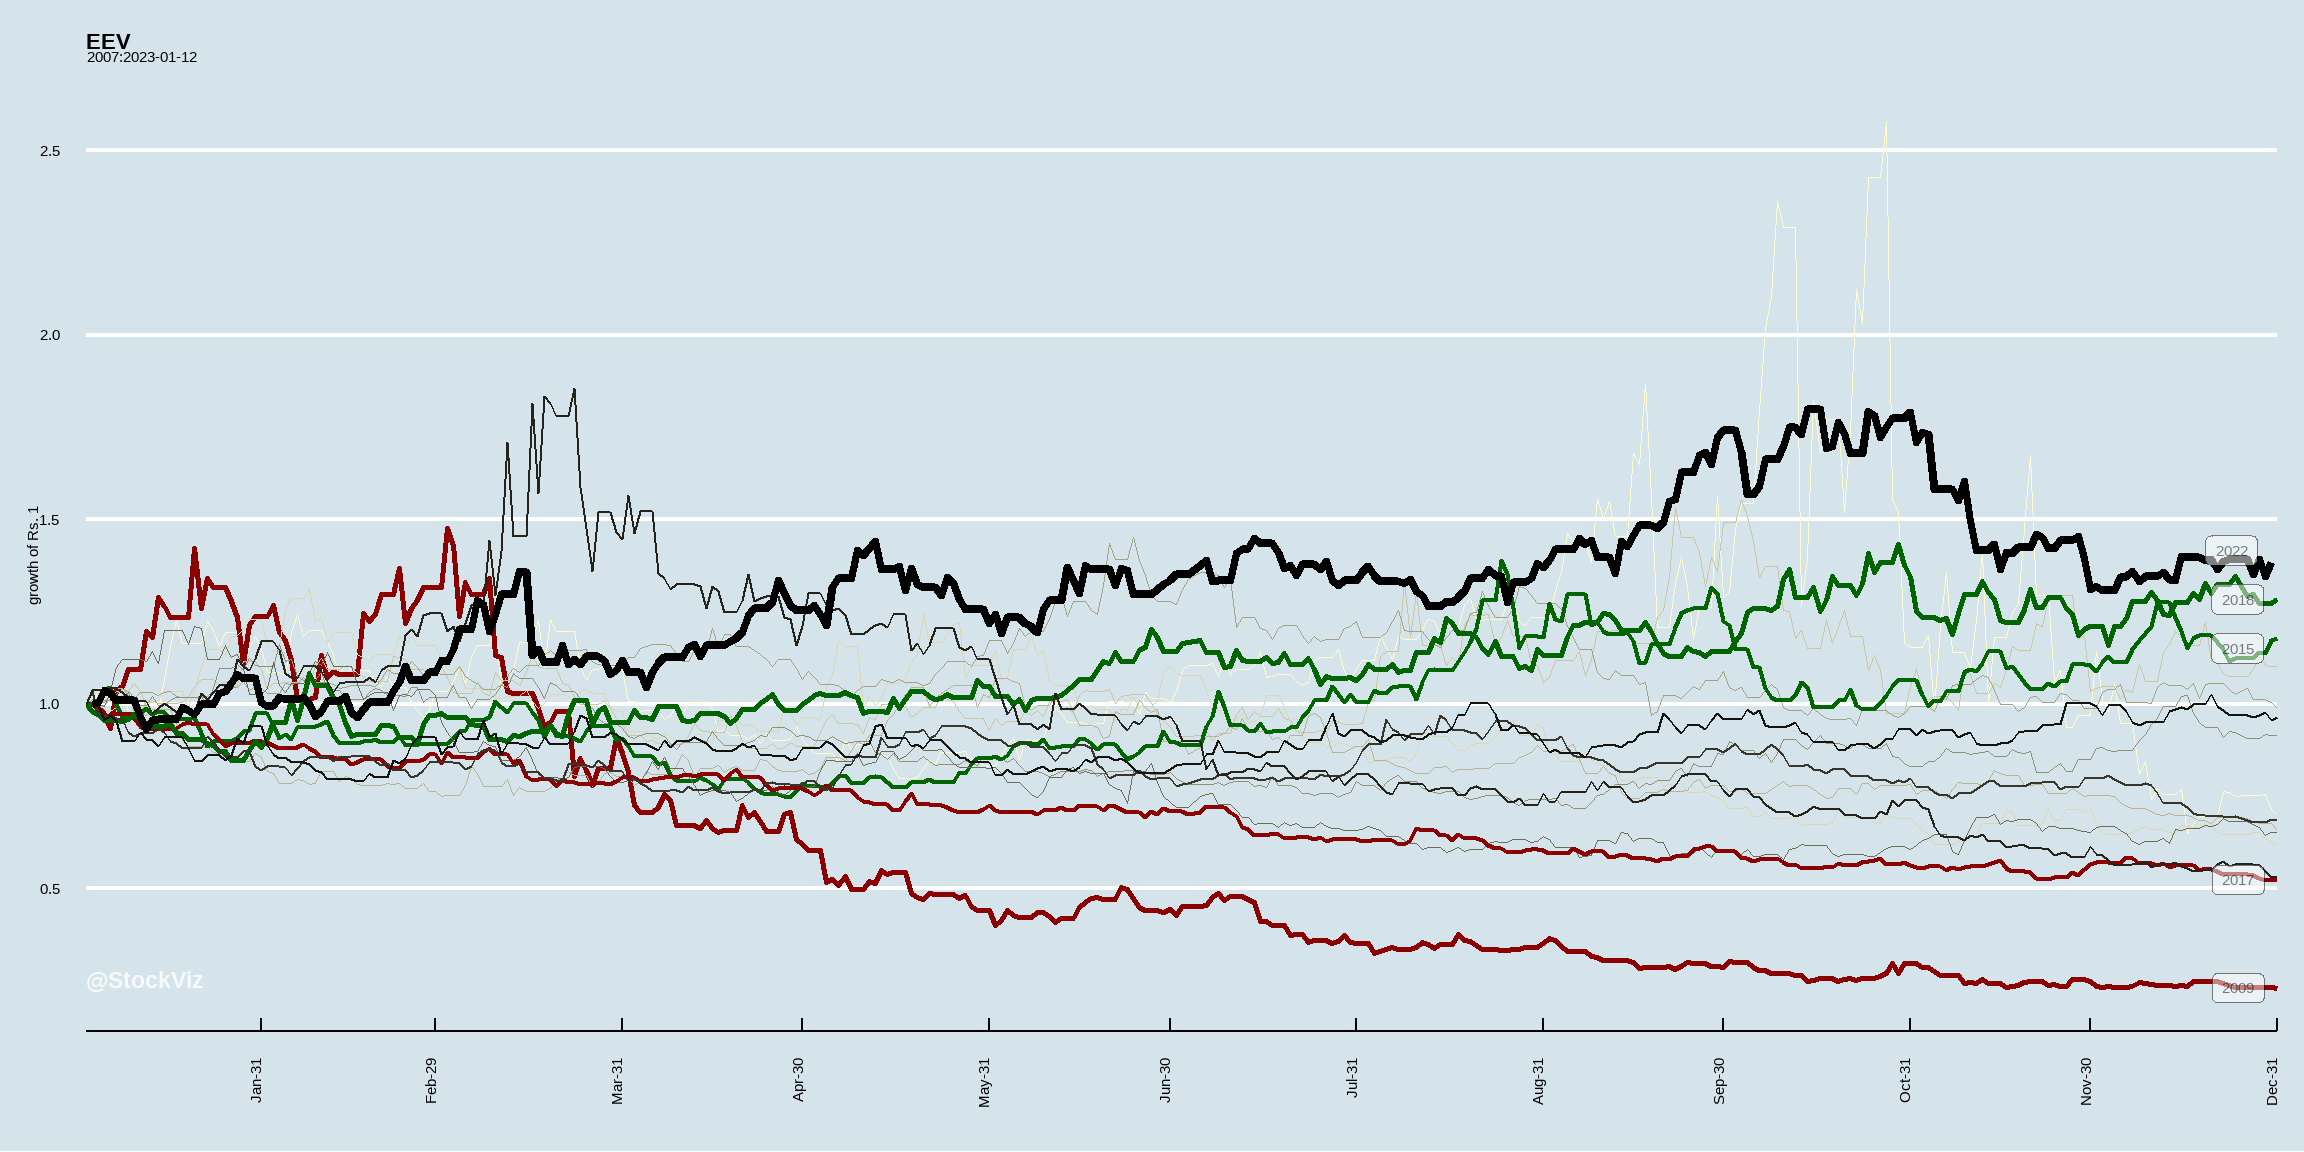 EEV
2007:2023-01-12
growth of Rs. 1
2.5
2.0
1.5
1.0
0.5
2022
2018
2015
2017
2009
@StockViz
Jan-31
Feb-29
Mar-31
Apr-30
May-31
Jun-30
Jul-31
Aug-31
Sep-30
Oct-31
Nov-30
Dec-31